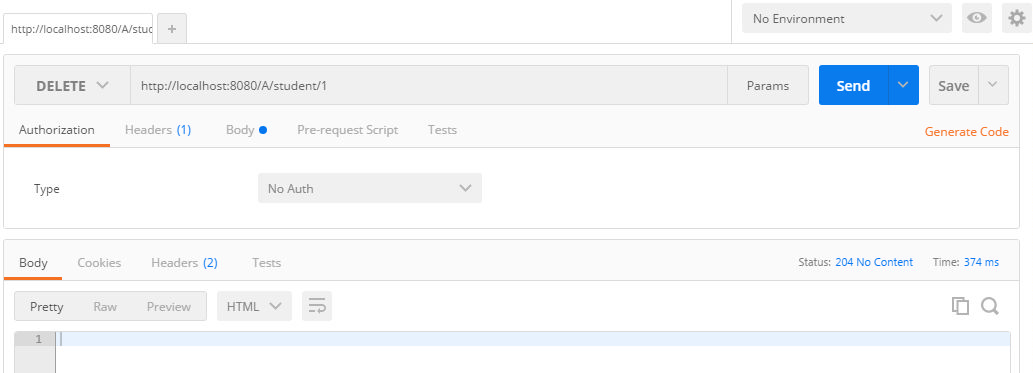 http://localhost:8080/A/stud
+
No Environment
DELETE
http://localhost:8080/A/student/1
Params
Send
Save
Authorization
Headers (1)
Body
Pre-request Script
Tests
Generate Code
Type
No Auth
Body
Cookies
Headers (2)
Tests
Status: 204 No Content
Time: 374 ms
Pretty
Raw
Preview
HTML
1